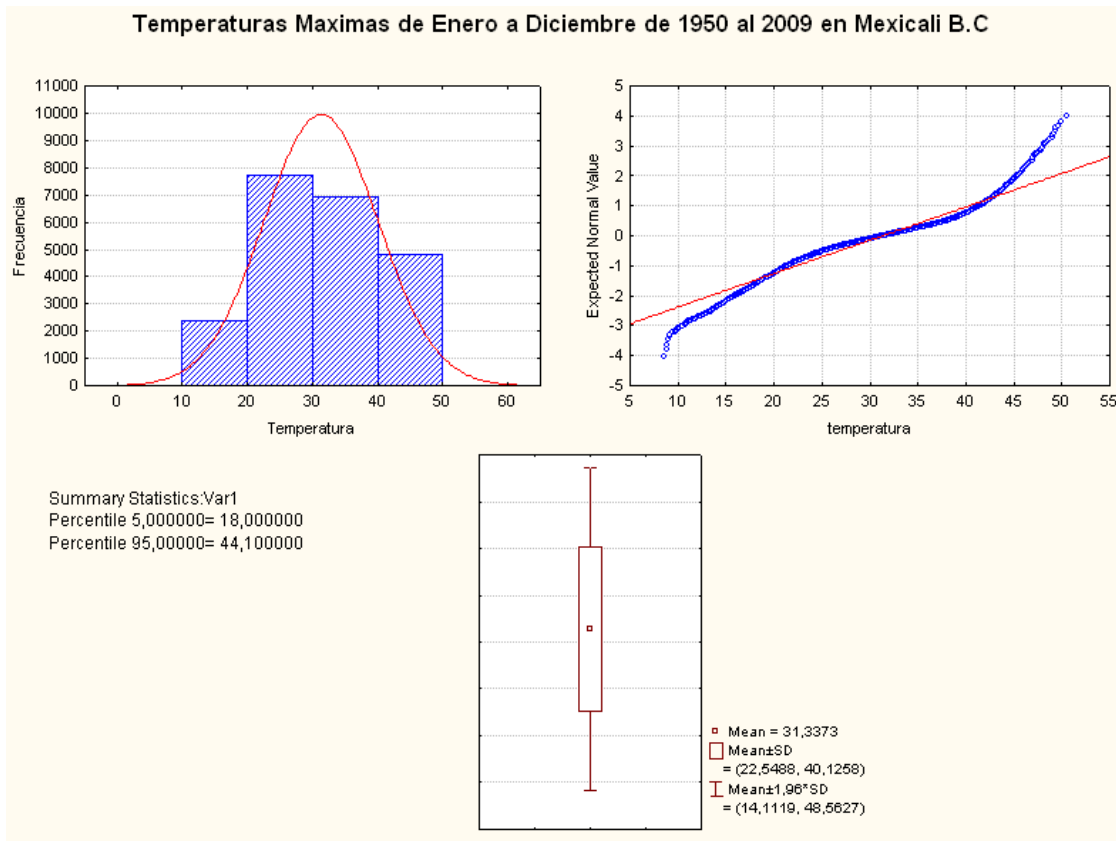 Temperaturas Maximas de Enero a Diciembre de 1950 al 2009 en Mexicali B.C
11000
10000
9000
8000
7000
6000
5000
4000
3000
2000
1000
0
Frecuencia
0 10 20 30 40 50 60
Temperatura
5
4
3
2
1
0
-1
-2
-3
-4
-5
Expected Normal Value
5 10 15 20 25 30 35 40 45 50 55
temperatura
Summary Statistics:Var1
Percentile 5,000000= 18,000000
Percentile 95,00000= 44,100000
Mean = 31,3373
Mean±SD
= (22,5488, 40,1258)
Mean±1,96*SD
= (14,1119, 48,5627)